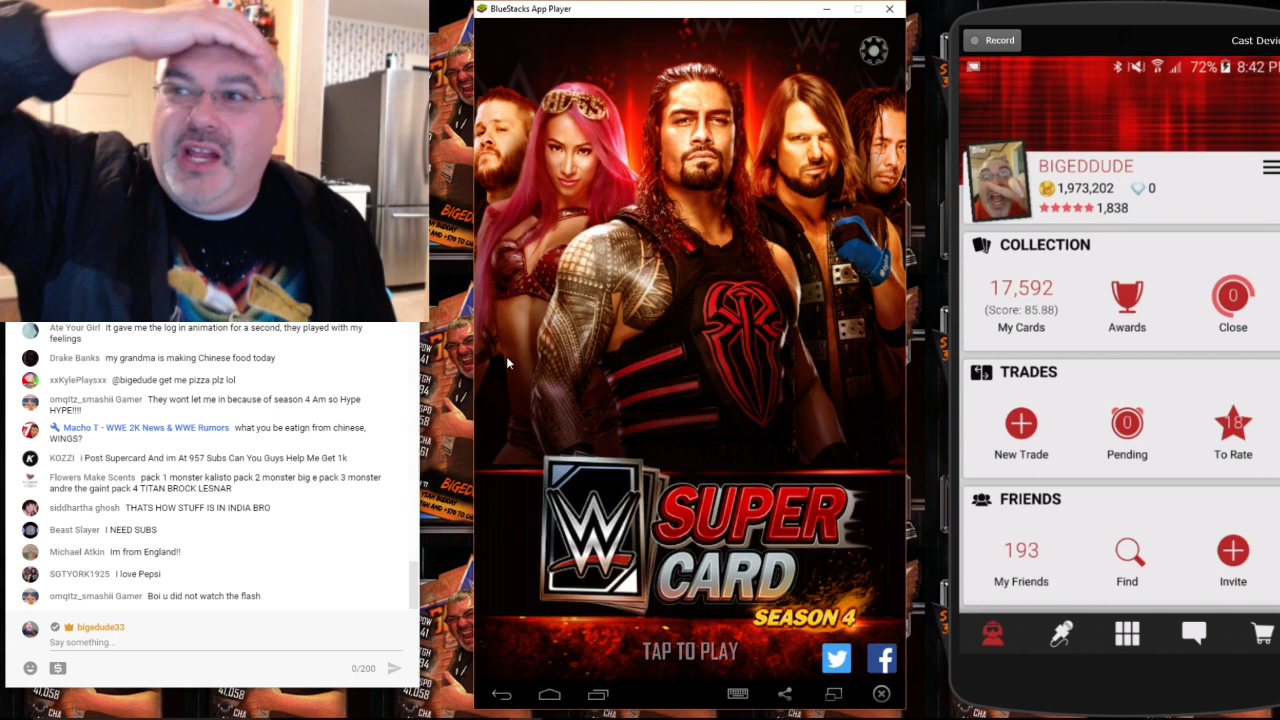 Ate Your Girl It gave me the log in animation for a second, they played with my
feelings
Drake Banks my grandma is making Chinese food today
xxKylePlaysxx @bigedude get me pizza plz lol
omqItz_smashii Gamer They wont let me in because of season 4 Am so Hype
HYPE!!!!
Macho T - WWE 2K News & WWE Rumors what you be eatign from chinese,
WINGS?
KOZZI i Post Supercard And im At 957 Subs Can You Guys Help Me Get 1k
Flowers Make Scents pack 1 monster kalisto pack 2 monster big e pack 3 monster
andre the gaint pack 4 TITAN BROCK LESNAR
siddhartha ghosh THATS HOW STUFF IS IN INDIA BRO
Beast Slayer I NEED SUBS
Michael Atkin Im from England!!
SGTYORK1925 I love Pepsi
omqItz_smashii Gamer Boi u did not watch the flash
bigedude33
Say something...
0/200
41,058
CHA
BlueStacks App Player
W
SUPER
CARD
SEASON 4
TAP TO PLAY
Record
Cast Devi
72% 8:42 P
Topps
BIGEDDUDE
1,973,202 0
1,838
COLLECTION
17,592
(Score: 85.88)
My Cards
Awards
0
Close
TRADES
New Trade
0
Pending
18
To Rate
FRIENDS
193
My Friends
Find
Invite